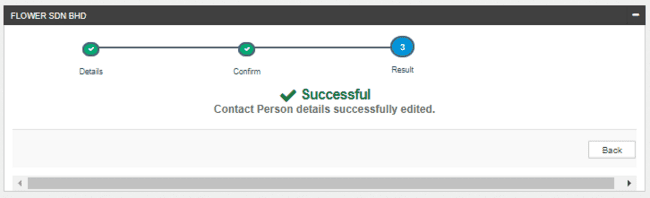 FLOWER SDN BHD
3
Details
Confirm
Result
Successful
Contact Person details successfully edited.
Back